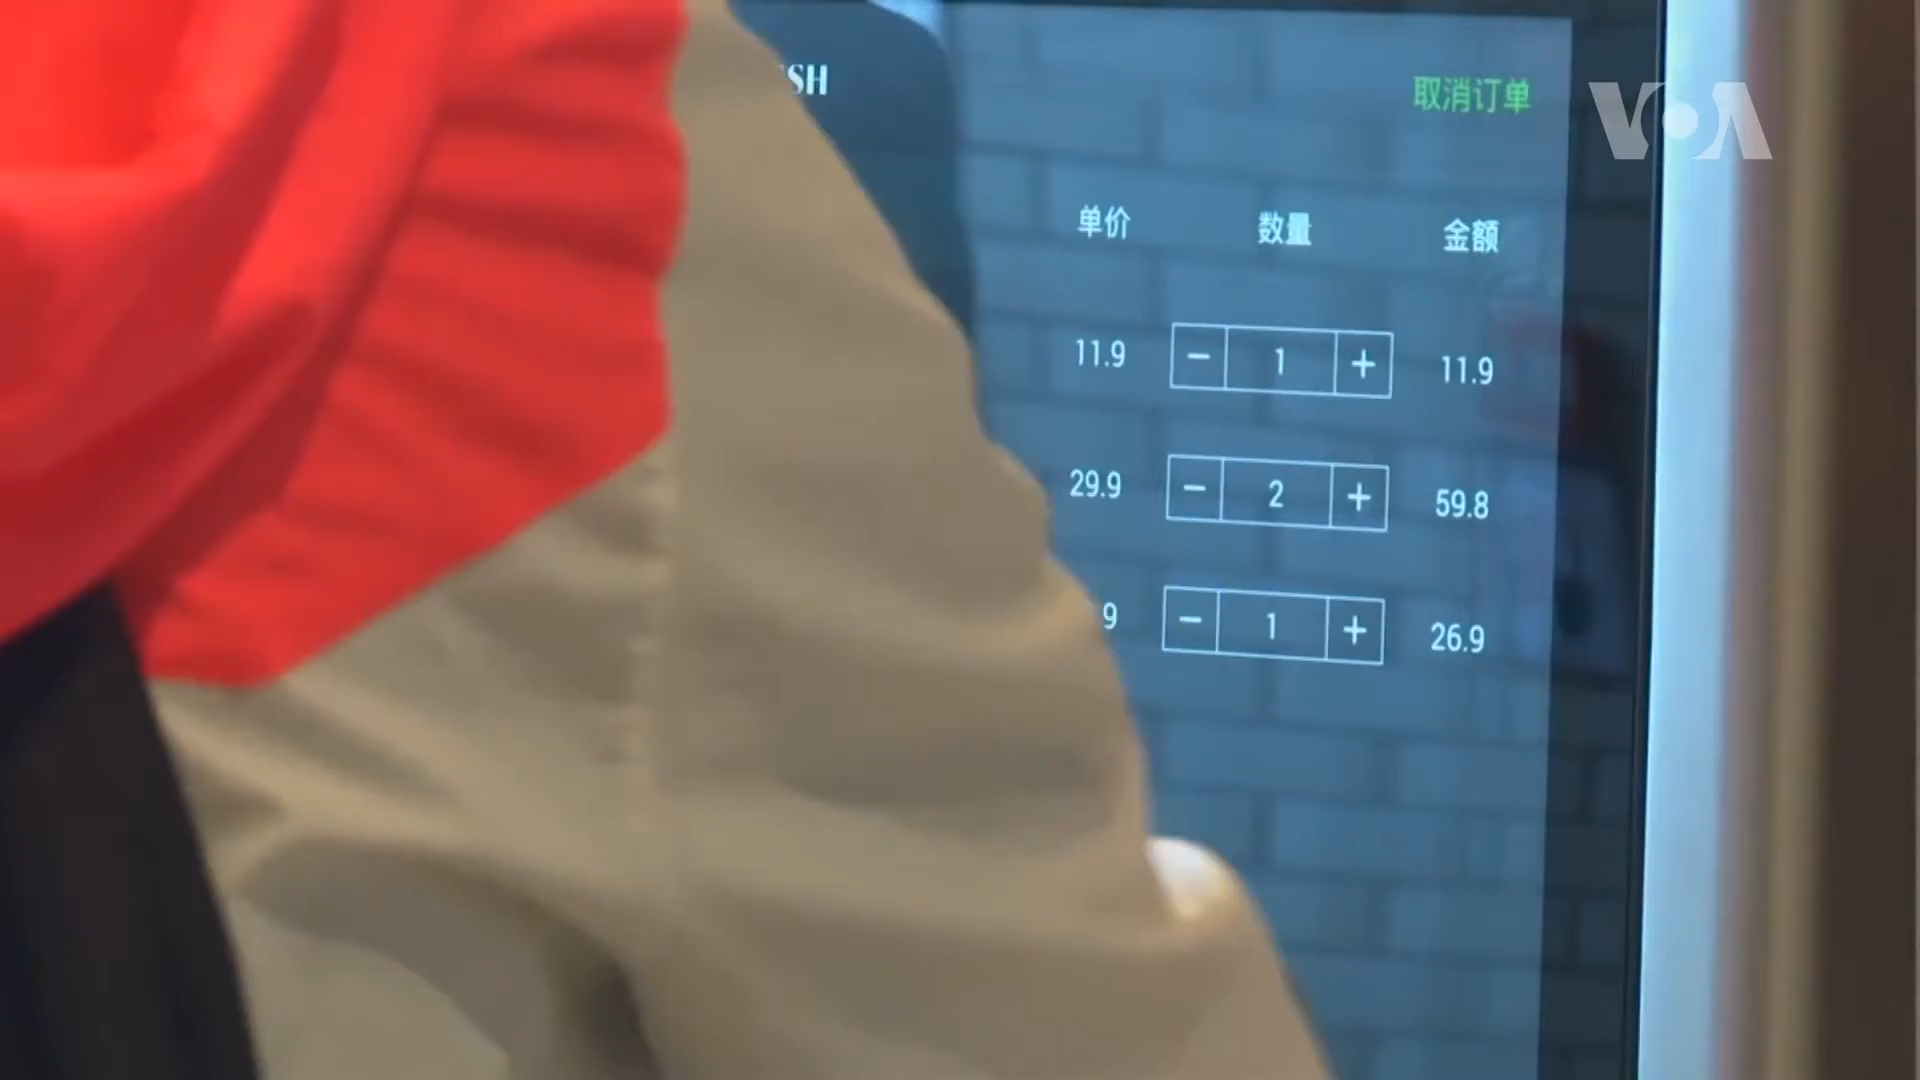 SH
取消订单
VOA
单价 数量 金额
11.9 − 1 + 11.9
29.9 − 2 + 59.8
9 − 1 + 26.9